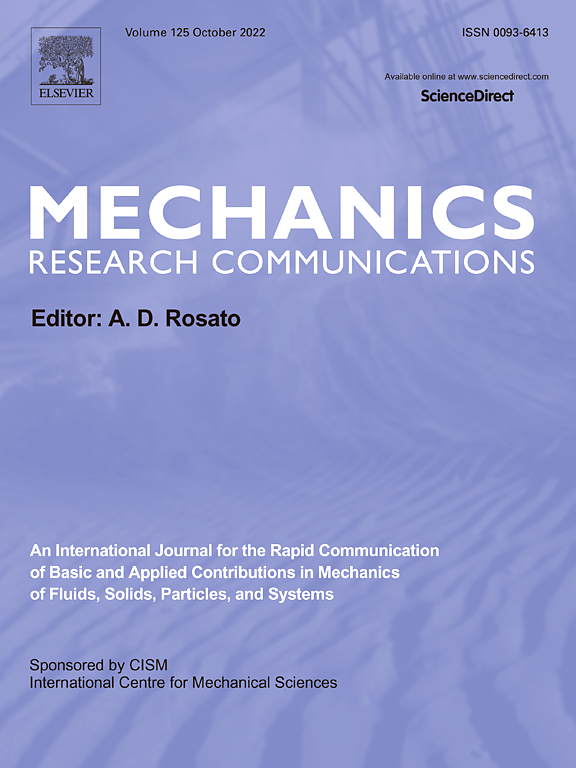 Volume 125 October 2022
ISSN 0093-6413
ELSEVIER
Available online at www.sciencedirect.com
ScienceDirect
MECHANICS
RESEARCH COMMUNICATIONS
Editor: A. D. Rosato
An International Journal for the Rapid Communication
of Basic and Applied Contributions in Mechanics
of Fluids, Solids, Particles, and Systems
Sponsored by CISM
International Centre for Mechanical Sciences